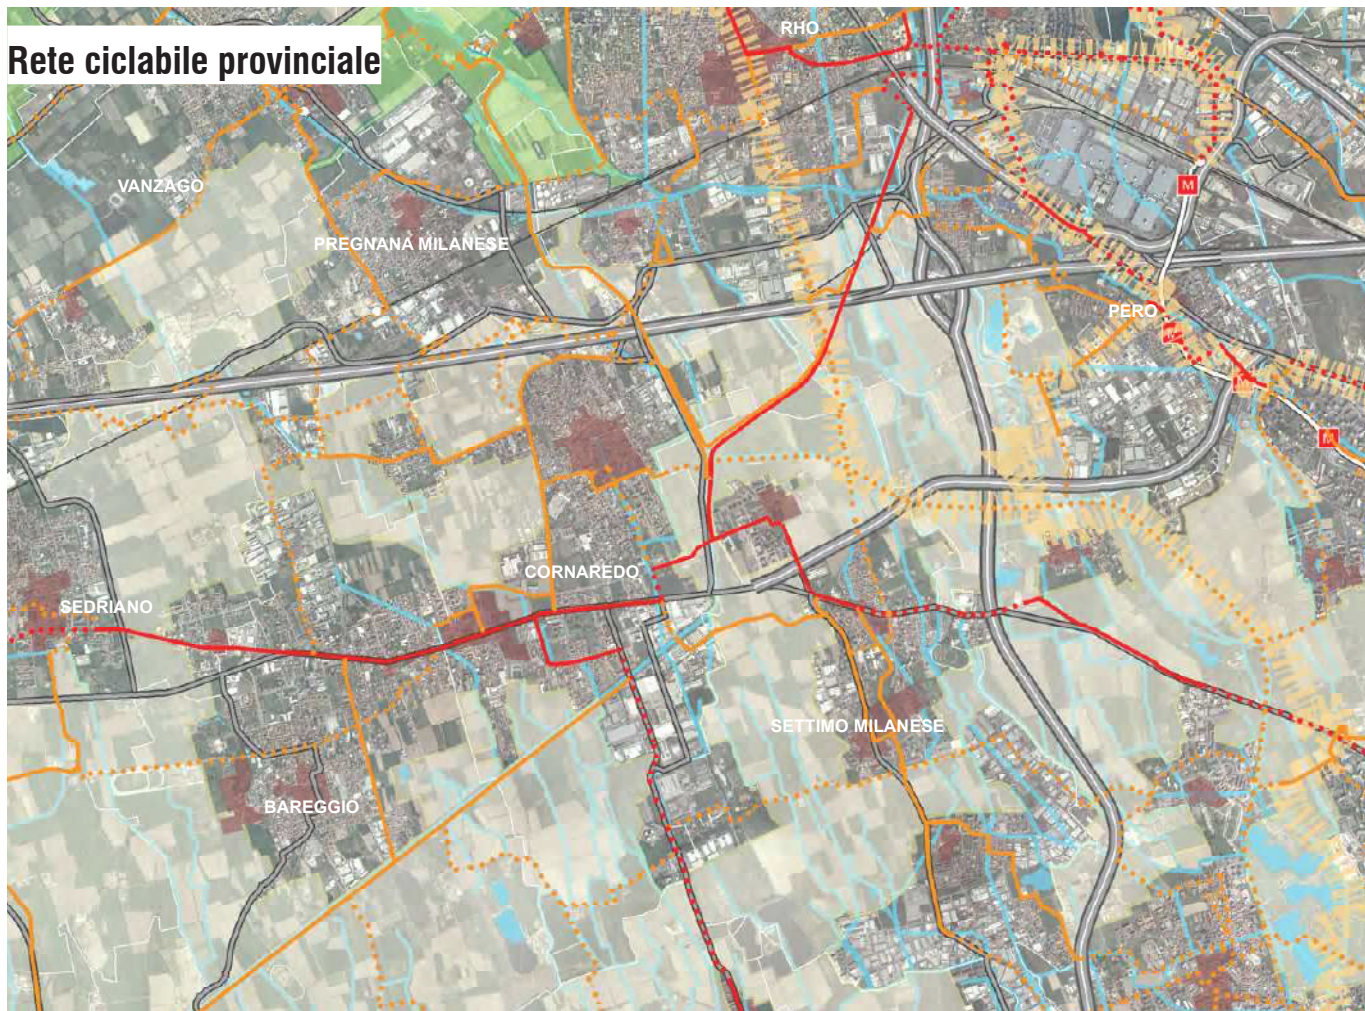 RHO
Rete ciclabile provinciale
VANZAGO
M
PREGNANA MILANESE
PERO
M
CORNAREDO
SEDRIANO
SETTIMO MILANESE
BAREGGIO